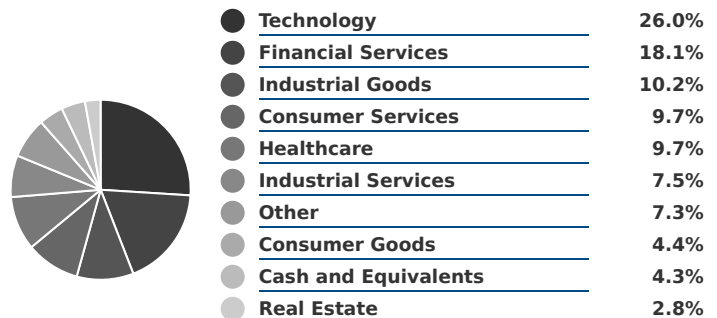 Technology 26.0%
Financial Services 18.1%
Industrial Goods 10.2%
Consumer Services 9.7%
Healthcare 9.7%
Industrial Services 7.5%
Other 7.3%
Consumer Goods 4.4%
Cash and Equivalents 4.3%
Real Estate 2.8%